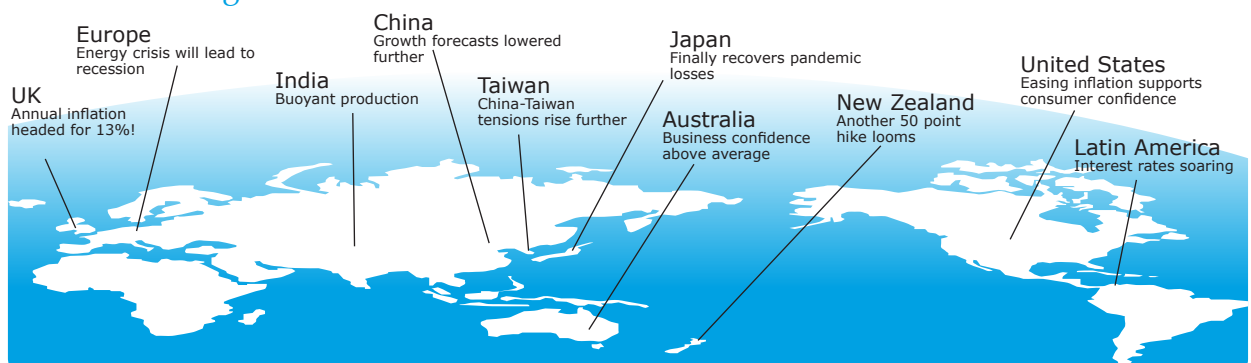 China
Growth forecasts lowered
further
Europe
Energy crisis will lead to
recession
Japan
Finally recovers pandemic
losses
United States
Easing inflation supports
consumer confidence
India
Buoyant production
Taiwan
China-Taiwan
tensions rise further
UK
Annual inflation
headed for 13%!
New Zealand
Another 50 point
hike looms
Australia
Business confidence
above average
Latin America
Interest rates soaring